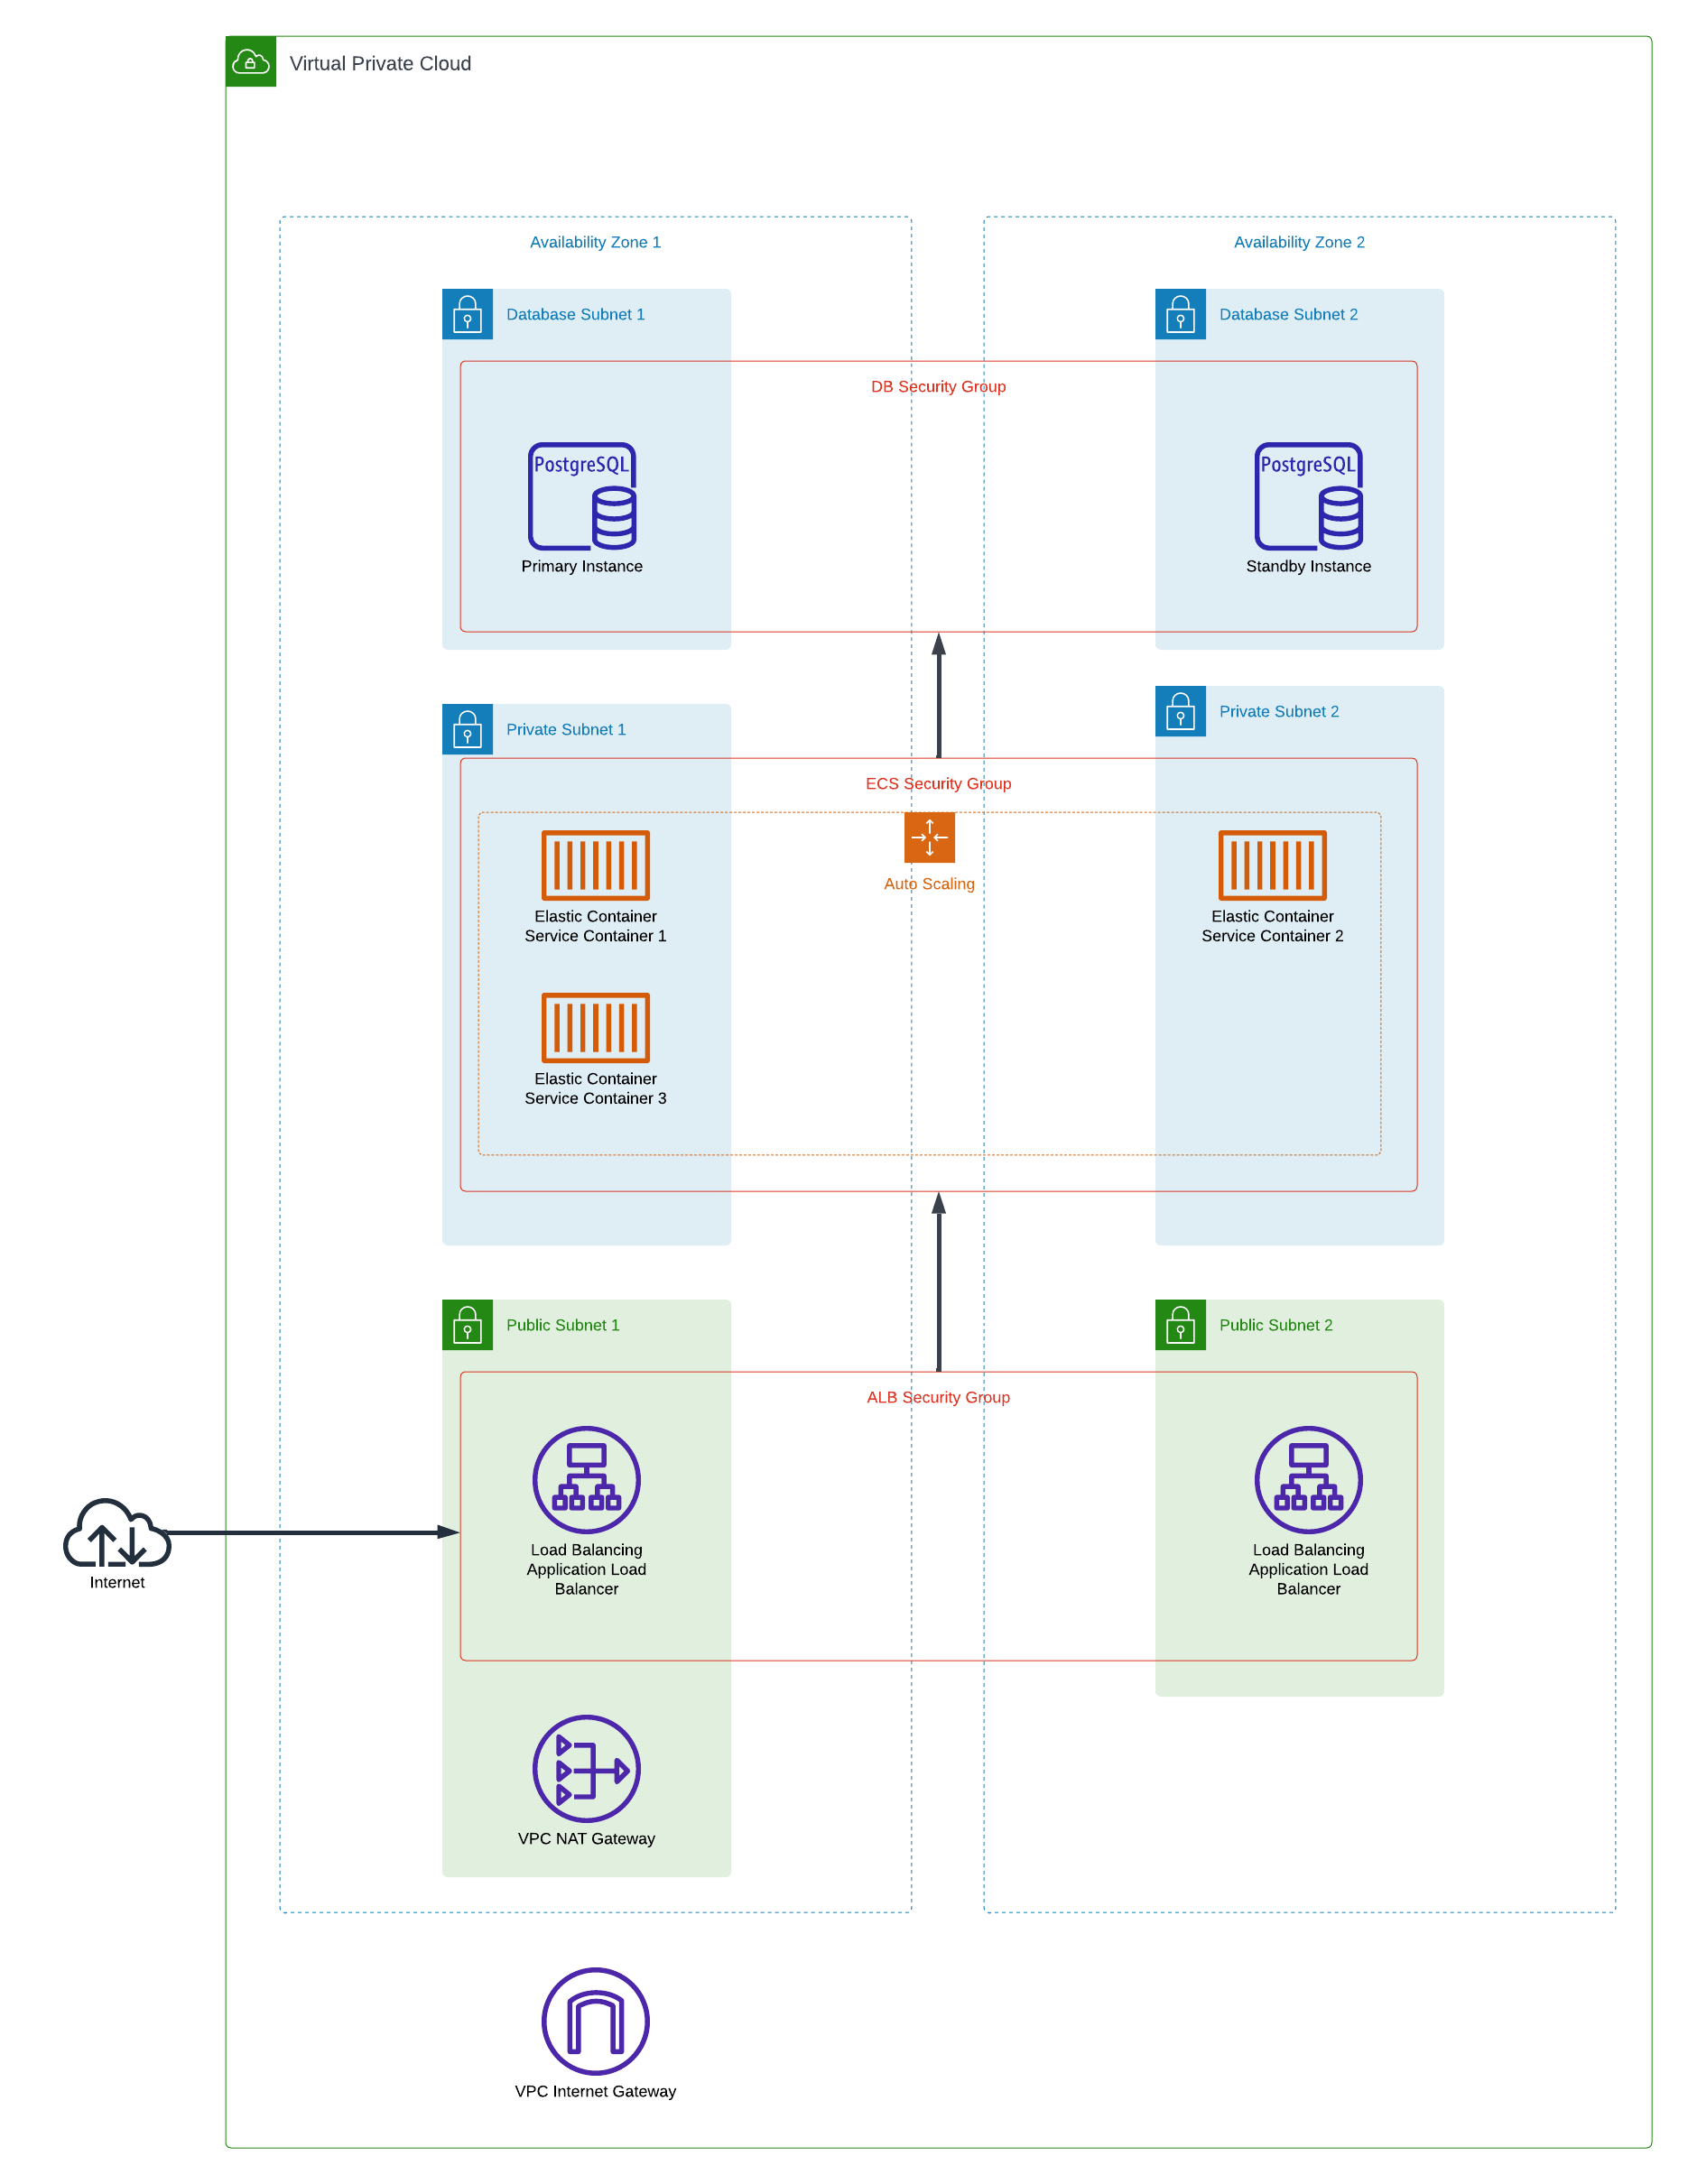 Virtual Private Cloud
Availability Zone 1
Availability Zone 2
Database Subnet 1
Database Subnet 2
DB Security Group
PostgreSQL
PostgreSQL
Primary Instance
Standby Instance
Private Subnet 1
Private Subnet 2
ECS Security Group
Auto Scaling
Elastic Container
Service Container 1
Elastic Container
Service Container 2
Elastic Container
Service Container 3
Public Subnet 1
Public Subnet 2
ALB Security Group
Load Balancing
Application Load
Balancer
Load Balancing
Application Load
Balancer
Internet
VPC NAT Gateway
VPC Internet Gateway